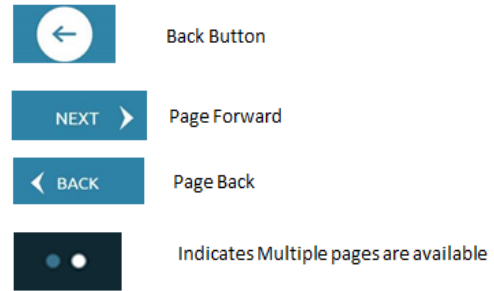 Back Button
NEXT Page Forward
BACK Page Back
Indicates Multiple pages are available